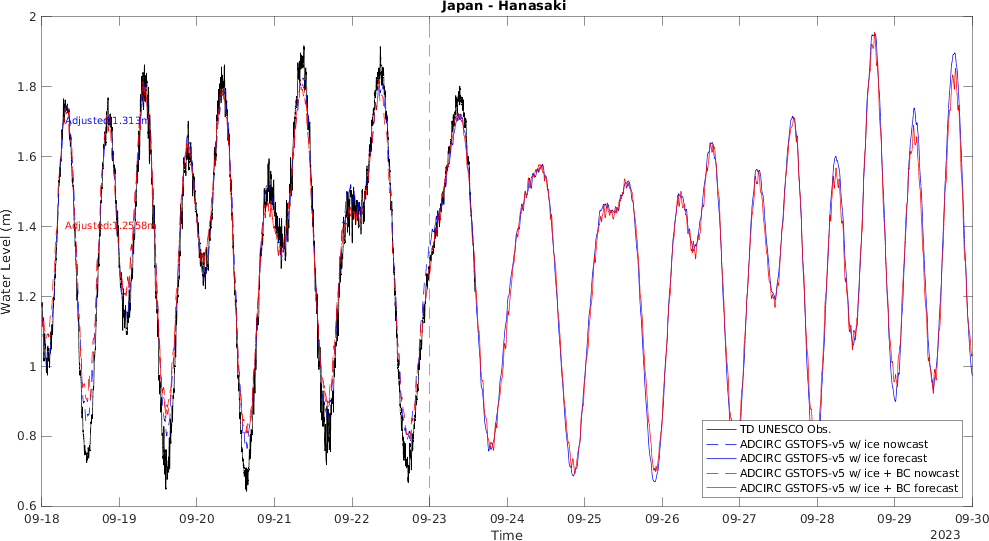 Japan - Hanasaki
2
1.8
1.6
1.4
1.2
1
0.8
0.6
Water Level (m)
Adjusted:1.313m
Adjusted:1.2558m
TD UNESCO Obs.
ADCIRC GSTOFS-v5 w/ ice nowcast
ADCIRC GSTOFS-v5 w/ ice forecast
ADCIRC GSTOFS-v5 w/ ice + BC nowcast
ADCIRC GSTOFS-v5 w/ ice + BC forecast
09-18 09-19 09-20 09-21 09-22 09-23 09-24 09-25 09-26 09-27 09-28 09-29 09-30
Time
2023